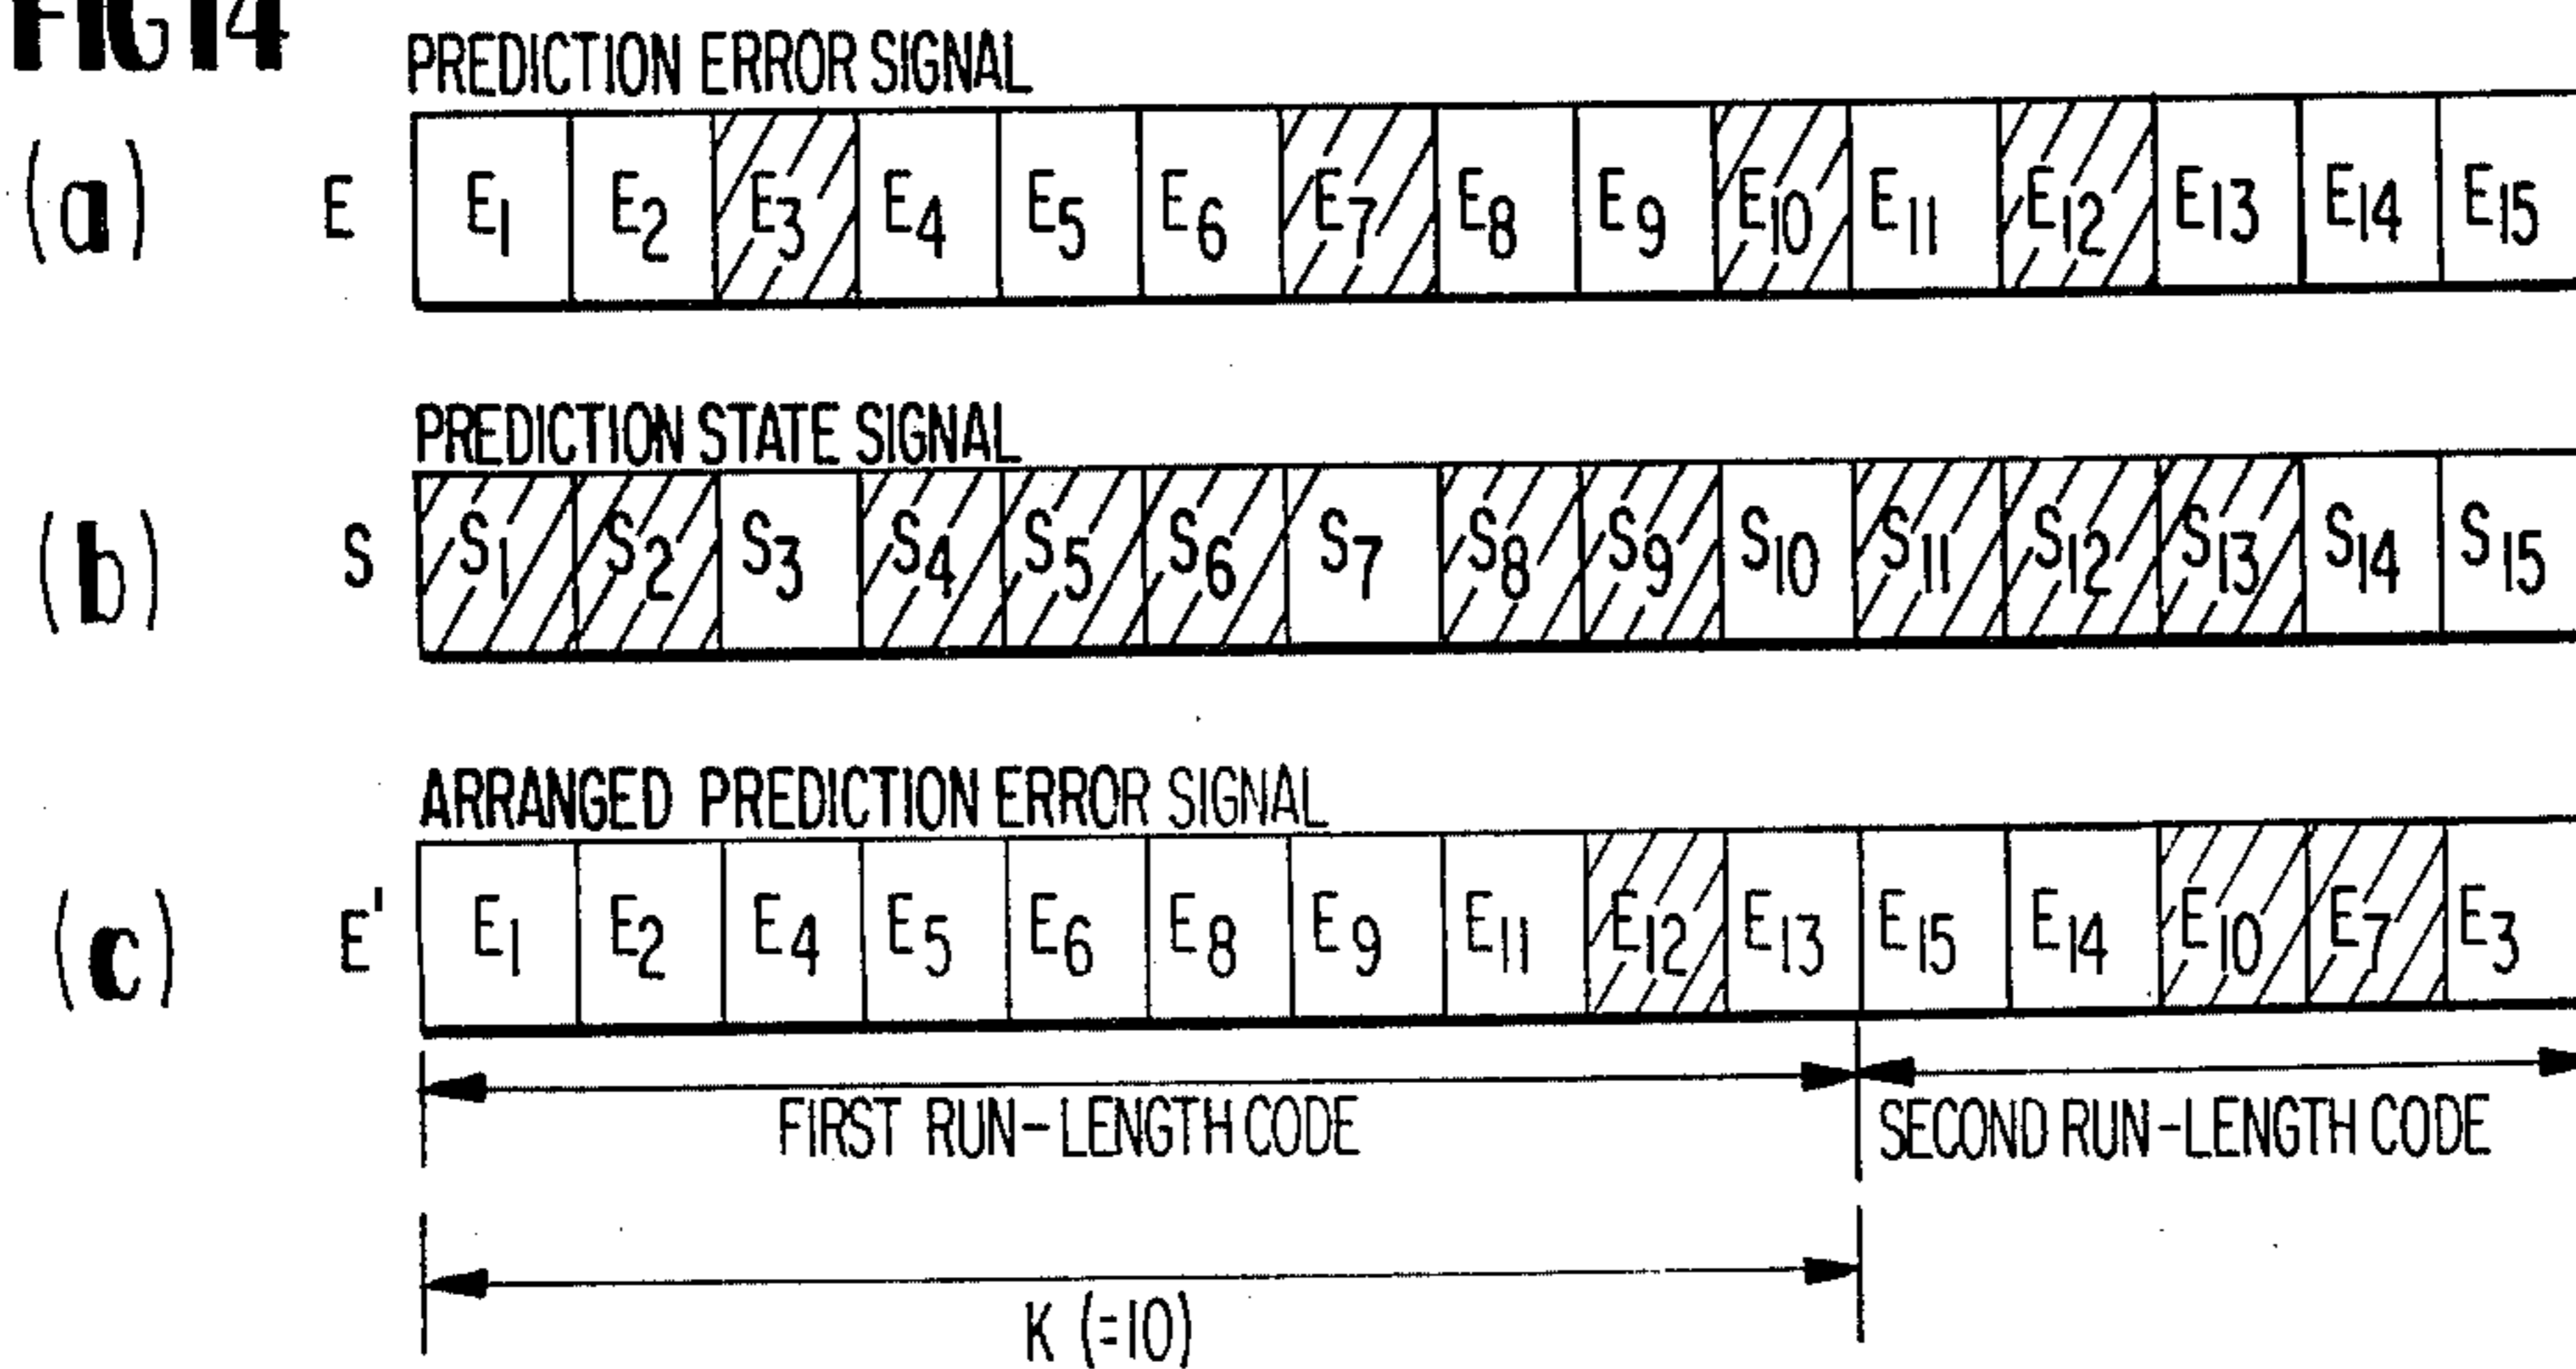 FIG 14
PREDICTION ERROR SIGNAL
(a) E E1 E2 E3 E4 E5 E6 E7 E8 E9 E10 E11 E12 E13 E14 E15
PREDICTION STATE SIGNAL
(b) S S1 S2 S3 S4 S5 S6 S7 S8 S9 S10 S11 S12 S13 S14 S15
ARRANGED PREDICTION ERROR SIGNAL
(c) E' E1 E2 E4 E5 E6 E8 E9 E11 E12 E13 E15 E14 E10 E7 E3
FIRST RUN-LENGTH CODE SECOND RUN-LENGTH CODE
K (=10)